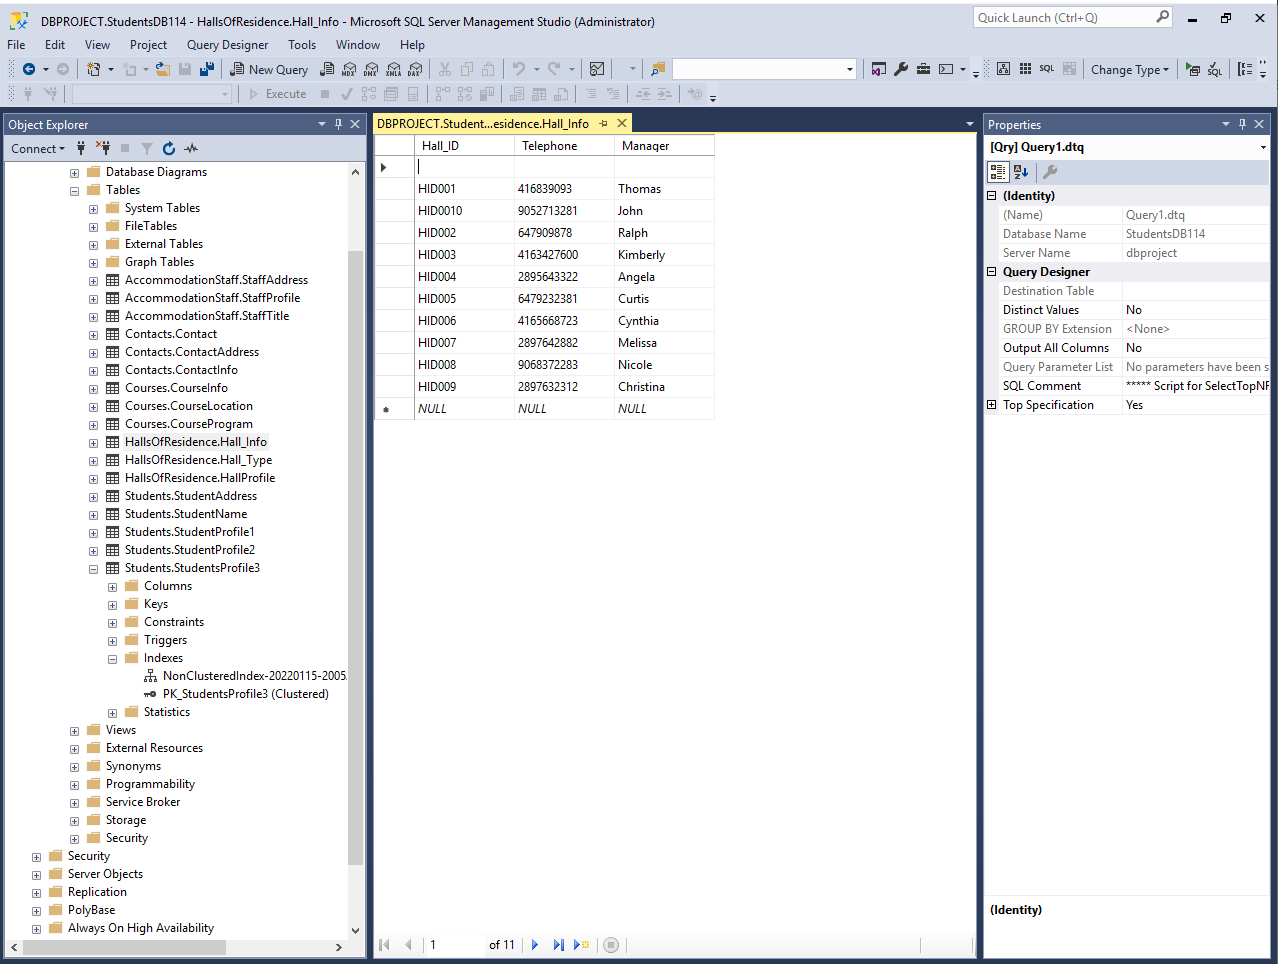 DBPROJECT.StudentsDB114 - HallsOfResidence.Hall_Info - Microsoft SQL Server Management Studio (Administrator)
Quick Launch (Ctrl+Q)
File Edit View Project Query Designer Tools Window Help
New Query MDX DMX XMLA DAX SQL Change Type SQL
Execute
Object Explorer
Connect
Database Diagrams
Tables
System Tables
FileTables
External Tables
Graph Tables
AccommodationStaff.StaffAddress
AccommodationStaff.StaffProfile
AccommodationStaff.StaffTitle
Contacts.Contact
Contacts.ContactAddress
Contacts.ContactInfo
Courses.CourseInfo
Courses.CourseLocation
Courses.CourseProgram
HallsOfResidence.Hall_Info
HallsOfResidence.Hall_Type
HallsOfResidence.HallProfile
Students.StudentAddress
Students.StudentName
Students.StudentProfile1
Students.StudentProfile2
Students.StudentsProfile3
Columns
Keys
Constraints
Triggers
Indexes
NonClusteredIndex-20220115-2005
PK_StudentsProfile3 (Clustered)
Statistics
Views
External Resources
Synonyms
Programmability
Service Broker
Storage
Security
Security
Server Objects
Replication
PolyBase
Always On High Availability
DBPROJECT.Student...esidence.Hall_Info
Hall_ID Telephone Manager
HID001 416839093 Thomas
HID0010 9052713281 John
HID002 647909878 Ralph
HID003 4163427600 Kimberly
HID004 2895643322 Angela
HID005 6479232381 Curtis
HID006 4165668723 Cynthia
HID007 2897642882 Melissa
HID008 9068372283 Nicole
HID009 2897632312 Christina
NULL NULL NULL
1 of 11
Properties
[Qry] Query1.dtq
(Identity)
(Name) Query1.dtq
Database Name StudentsDB114
Server Name dbproject
Query Designer
Destination Table
Distinct Values No
GROUP BY Extension <None>
Output All Columns No
Query Parameter List No parameters have been s
SQL Comment ***** Script for SelectTopNR
Top Specification Yes
(Identity)